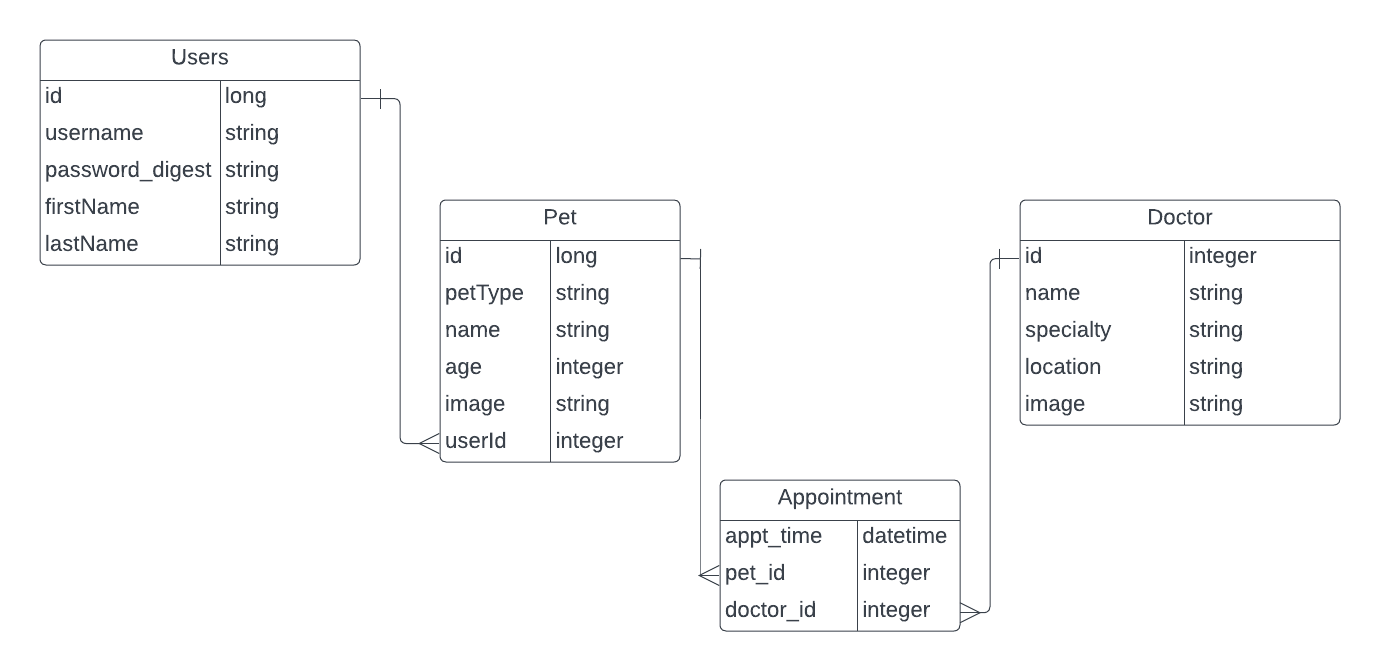 Users
id long
username string
password_digest string
firstName string
lastName string
Pet
id long
petType string
name string
age integer
image string
userId integer
Doctor
id integer
name string
specialty string
location string
image string
Appointment
appt_time datetime
pet_id integer
doctor_id integer